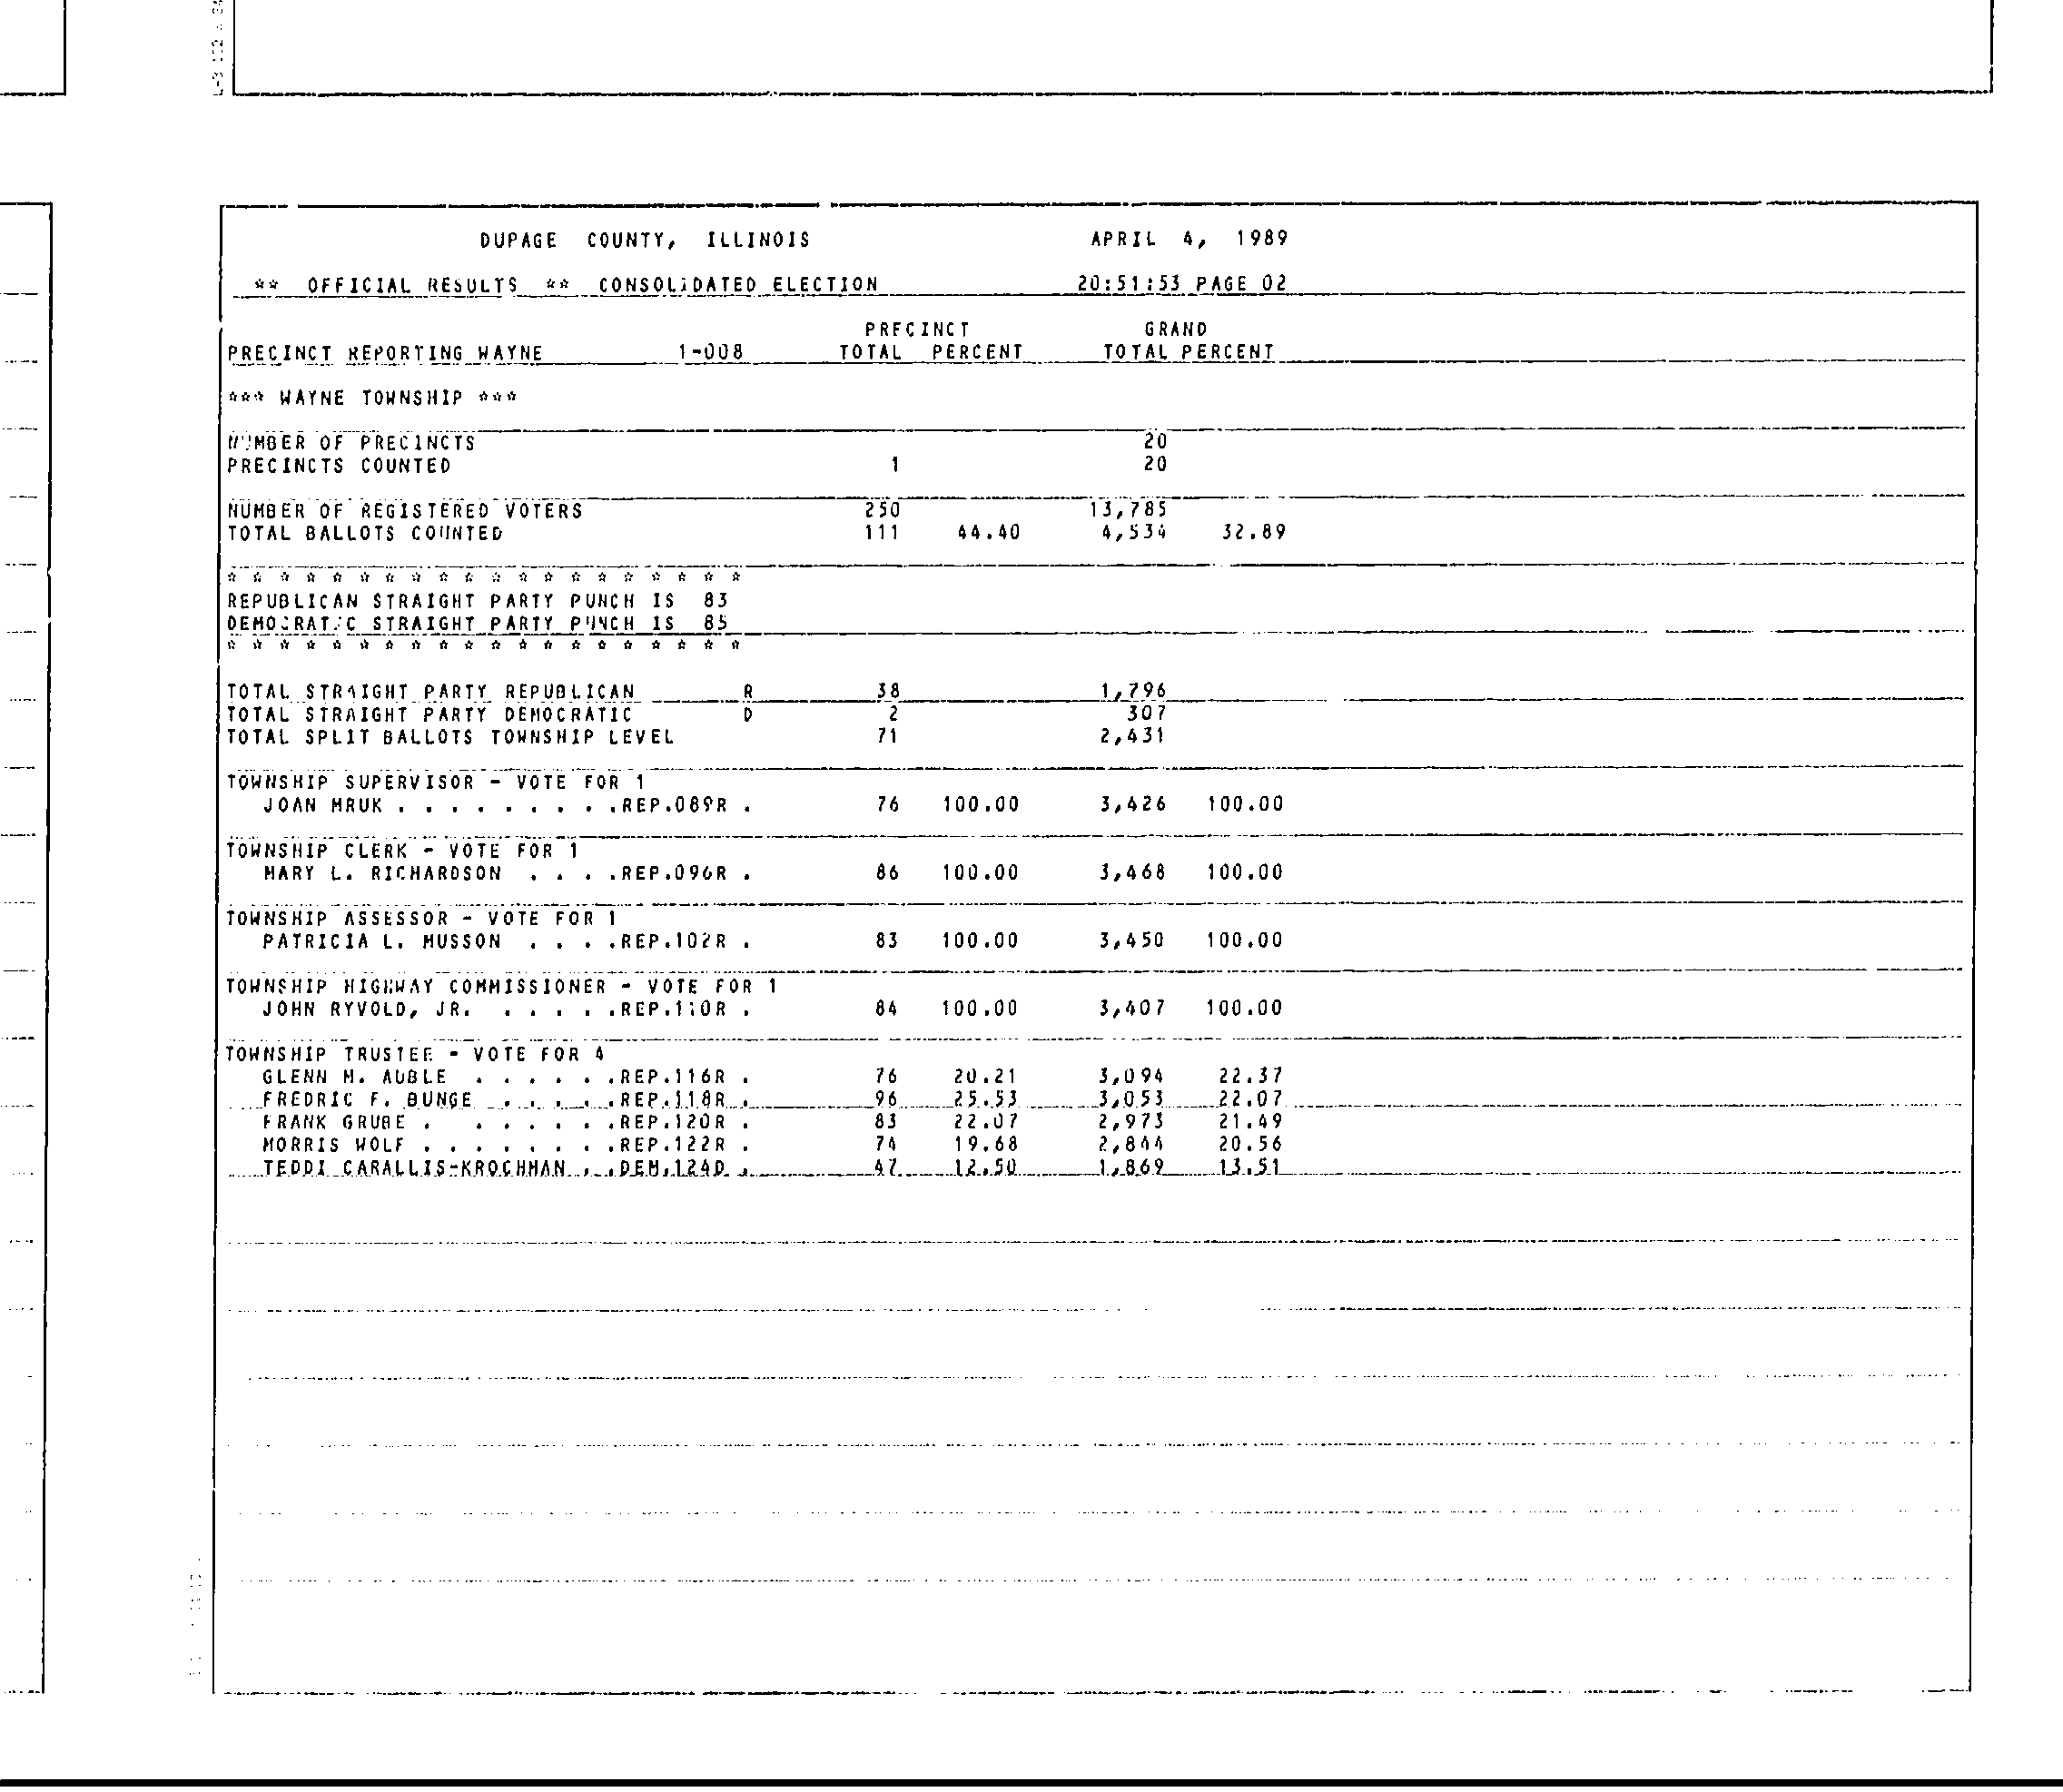 DUPAGE COUNTY, ILLINOIS APRIL 4, 1989
** OFFICIAL RESULTS ** CONSOLIDATED ELECTION 20:51:53 PAGE 02
PRECINCT GRAND
PRECINCT REPORTING WAYNE 1-008 TOTAL PERCENT TOTAL PERCENT
*** WAYNE TOWNSHIP ***
NUMBER OF PRECINCTS 20
PRECINCTS COUNTED 1 20
NUMBER OF REGISTERED VOTERS 250 13,785
TOTAL BALLOTS COUNTED 111 44.40 4,534 32.89
* * * * * * * * * * * * * * * * * * * *
REPUBLICAN STRAIGHT PARTY PUNCH IS 83
DEMOCRATIC STRAIGHT PARTY PUNCH IS 85
* * * * * * * * * * * * * * * * * * * *
TOTAL STRAIGHT PARTY REPUBLICAN R 38 1,796
TOTAL STRAIGHT PARTY DEMOCRATIC D 2 307
TOTAL SPLIT BALLOTS TOWNSHIP LEVEL 71 2,431
TOWNSHIP SUPERVISOR - VOTE FOR 1
JOAN MRUK . . . . . . . . .REP.089R . 76 100.00 3,426 100.00
TOWNSHIP CLERK - VOTE FOR 1
MARY L. RICHARDSON . . . .REP.096R . 86 100.00 3,468 100.00
TOWNSHIP ASSESSOR - VOTE FOR 1
PATRICIA L. MUSSON . . . .REP.102R . 83 100.00 3,450 100.00
TOWNSHIP HIGHWAY COMMISSIONER - VOTE FOR 1
JOHN RYVOLD, JR. . . . . .REP.110R . 84 100.00 3,407 100.00
TOWNSHIP TRUSTEE - VOTE FOR 4
GLENN M. AUBLE . . . . . .REP.116R . 76 20.21 3,094 22.37
FREDRIC F. BUNGE . . . . .REP.118R . 96 25.53 3,053 22.07
FRANK GRUBE . . . . . . .REP.120R . 83 22.07 2,973 21.49
MORRIS WOLF . . . . . . . .REP.122R . 74 19.68 2,844 20.56
TEDDI CARALLIS-KROCHMAN . .DEM.124D . 47 12.50 1,869 13.51